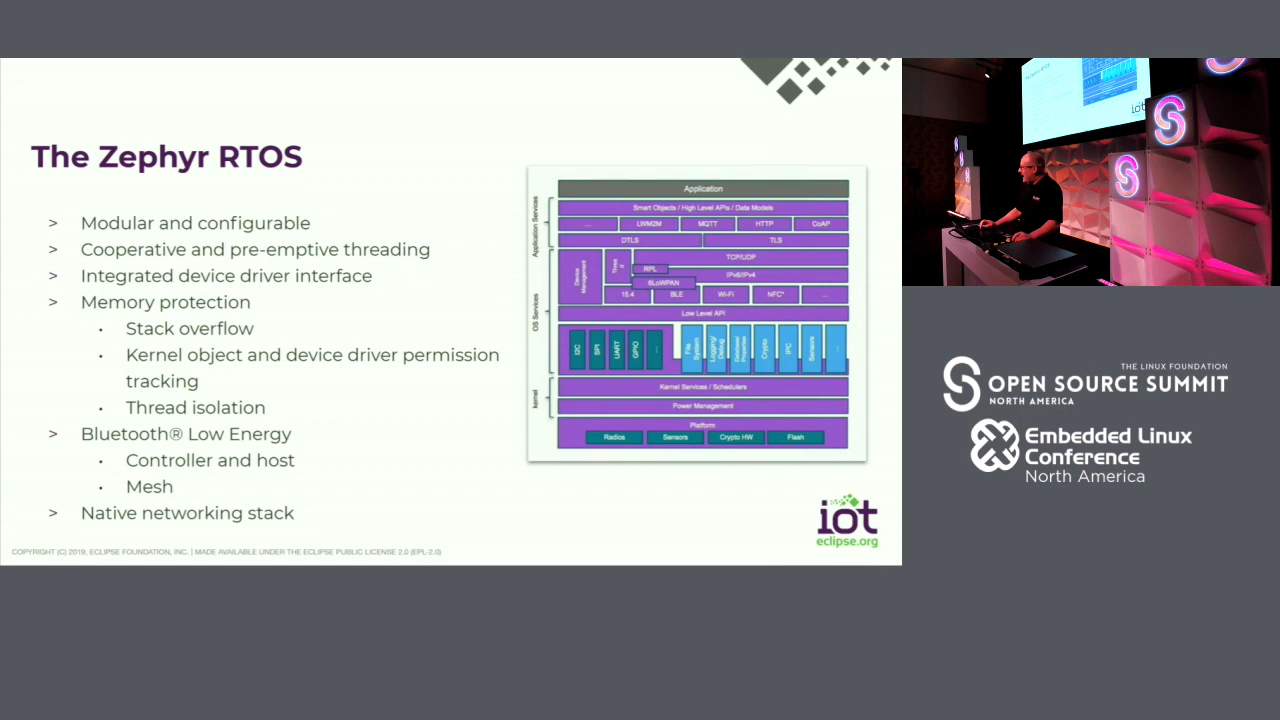 The Zephyr RTOS
> Modular and configurable
> Cooperative and pre-emptive threading
> Integrated device driver interface
> Memory protection
• Stack overflow
• Kernel object and device driver permission
tracking
• Thread isolation
> Bluetooth® Low Energy
• Controller and host
• Mesh
> Native networking stack
Application
Application Services
Smart Objects / High Level APIs / Data Models
.... LWM2M MQTT HTTP CoAP
DTLS TLS
OS Services
Device Management
TCP/UDP
RPL
IPv6/IPv4
6LoWPAN
15.4 BLE Wi-Fi NFC* ...
Low Level API
I2C SPI UART GPIO ... File System Logging/Debug Crypto IPC Sensors ...
kernel
Kernel Services / Schedulers
Power Management
Platform
Radios Sensors Crypto HW Flash
iot
eclipse.org
COPYRIGHT (C) 2019, ECLIPSE FOUNDATION, INC. | MADE AVAILABLE UNDER THE ECLIPSE PUBLIC LICENSE 2.0 (EPL-2.0)
THE LINUX FOUNDATION
OPEN SOURCE SUMMIT
NORTH AMERICA
Embedded Linux
Conference
North America